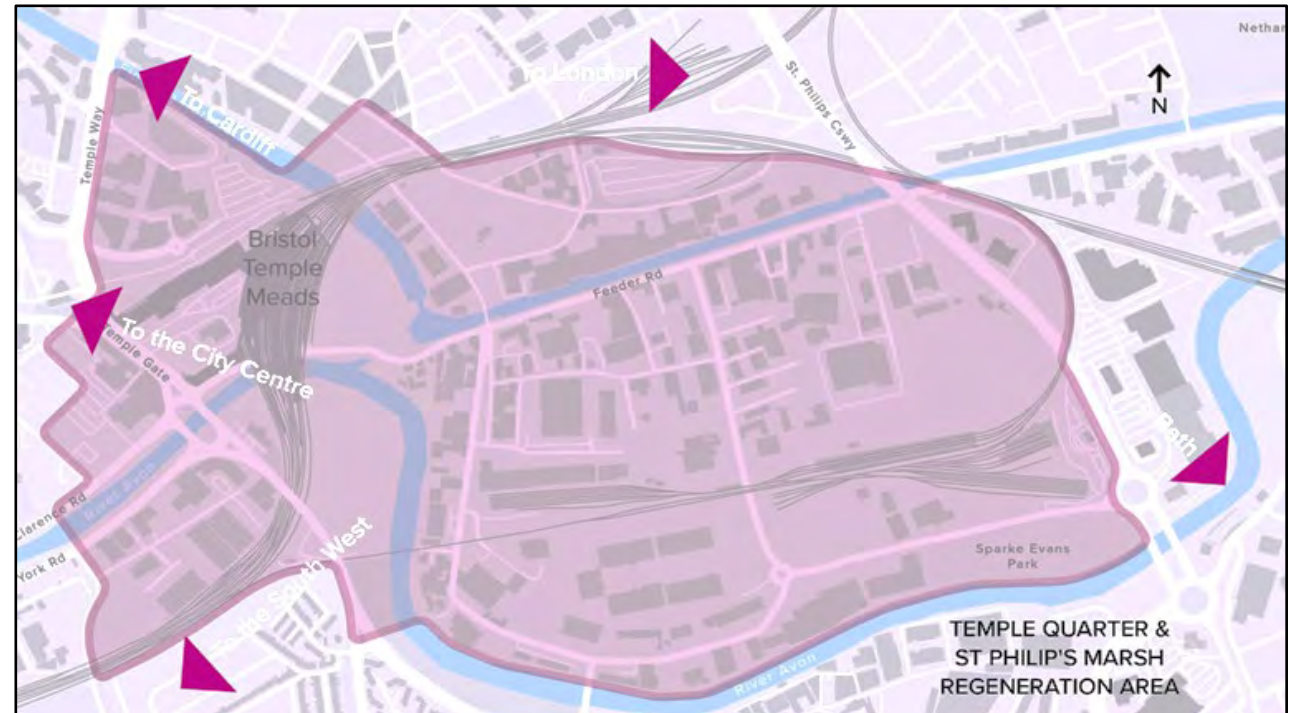 Nethar
To London
St. Philips Cswy
N
To Cardiff
Temple Way
Bristol
Temple
Meads
Feeder Rd
To the City Centre
Temple Gate
Bath
Clarence Rd
River Avon
York Rd
To the South West
Sparke Evans
Park
River Avon
TEMPLE QUARTER &
ST PHILIP'S MARSH
REGENERATION AREA